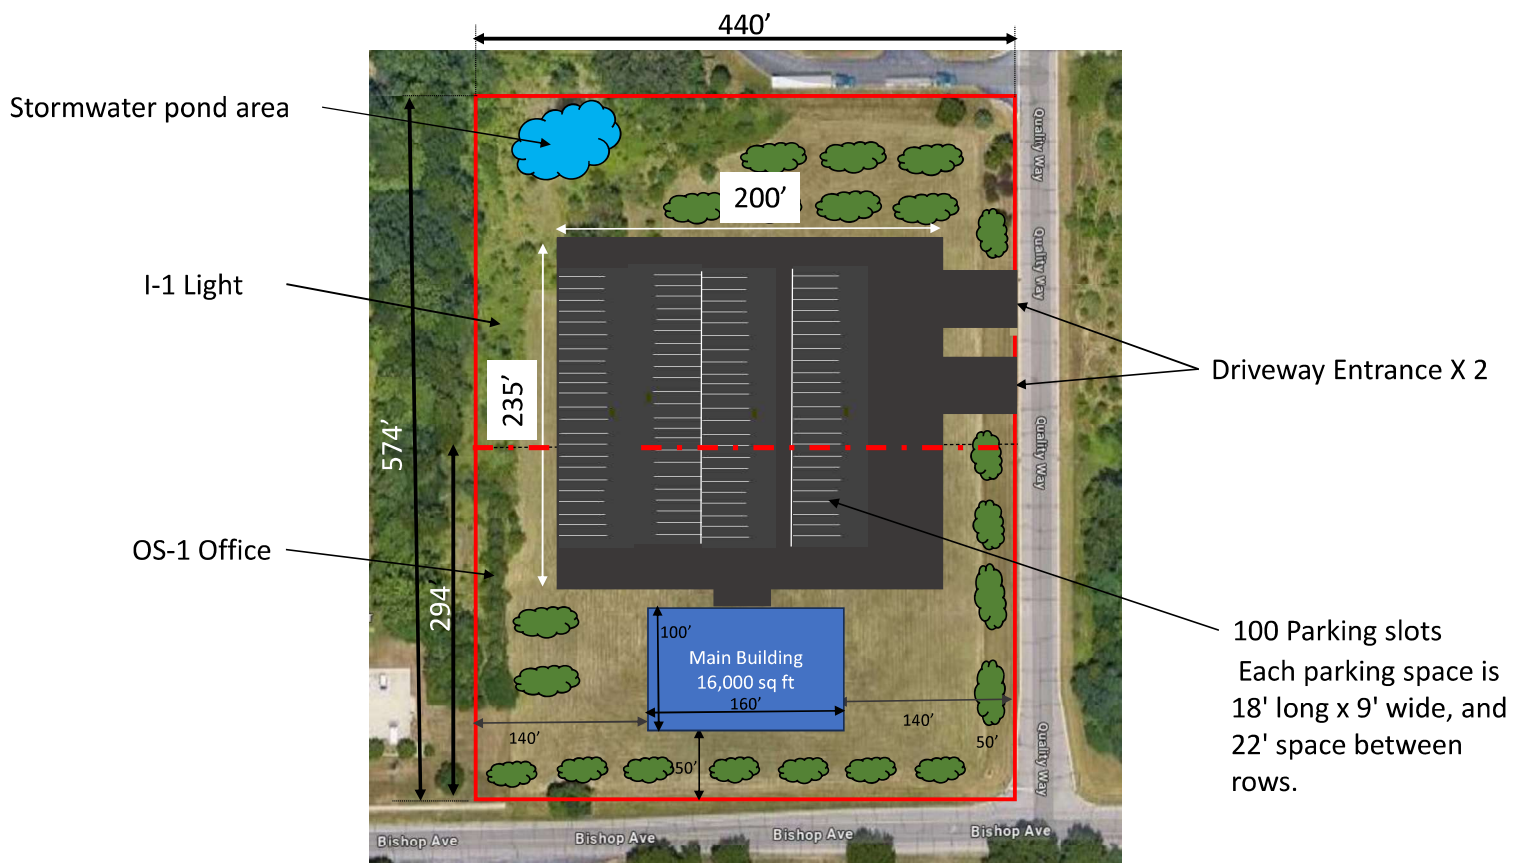 440’
Stormwater pond area
Quality Way
200’
Quality Way
I-1 Light
235’
Driveway Entrance X 2
574’
Quality Way
OS-1 Office
294’
100’
Main Building
16,000 sq ft
160’
140’
140’
50’
50’
100 Parking slots
Each parking space is
18' long x 9' wide, and
22' space between
rows.
Quality Way
Bishop Ave
Bishop Ave
Bishop Ave
Bishop Ave